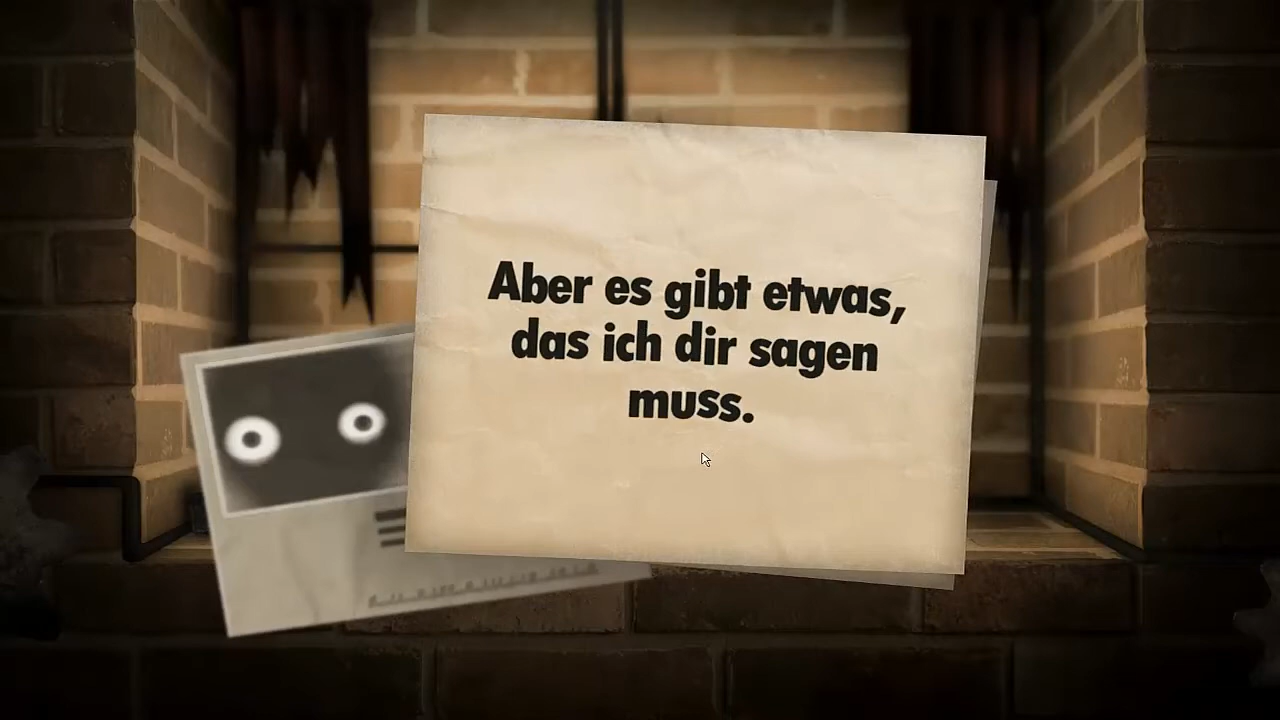 Aber es gibt etwas,
das ich dir sagen
muss.